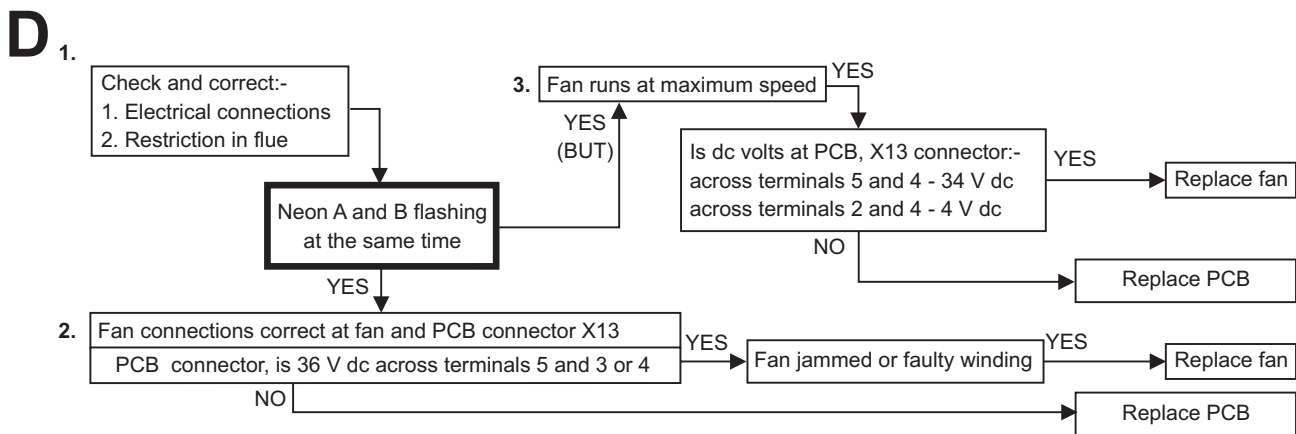 D
1.
Check and correct:-
1. Electrical connections
2. Restriction in flue
Neon A and B flashing
at the same time
YES
(BUT)
3.
Fan runs at maximum speed
YES
Is dc volts at PCB, X13 connector:-
across terminals 5 and 4 - 34 V dc
across terminals 2 and 4 - 4 V dc
YES
Replace fan
NO
Replace PCB
YES
2.
Fan connections correct at fan and PCB connector X13
PCB connector, is 36 V dc across terminals 5 and 3 or 4
YES
Fan jammed or faulty winding
YES
Replace fan
NO
Replace PCB